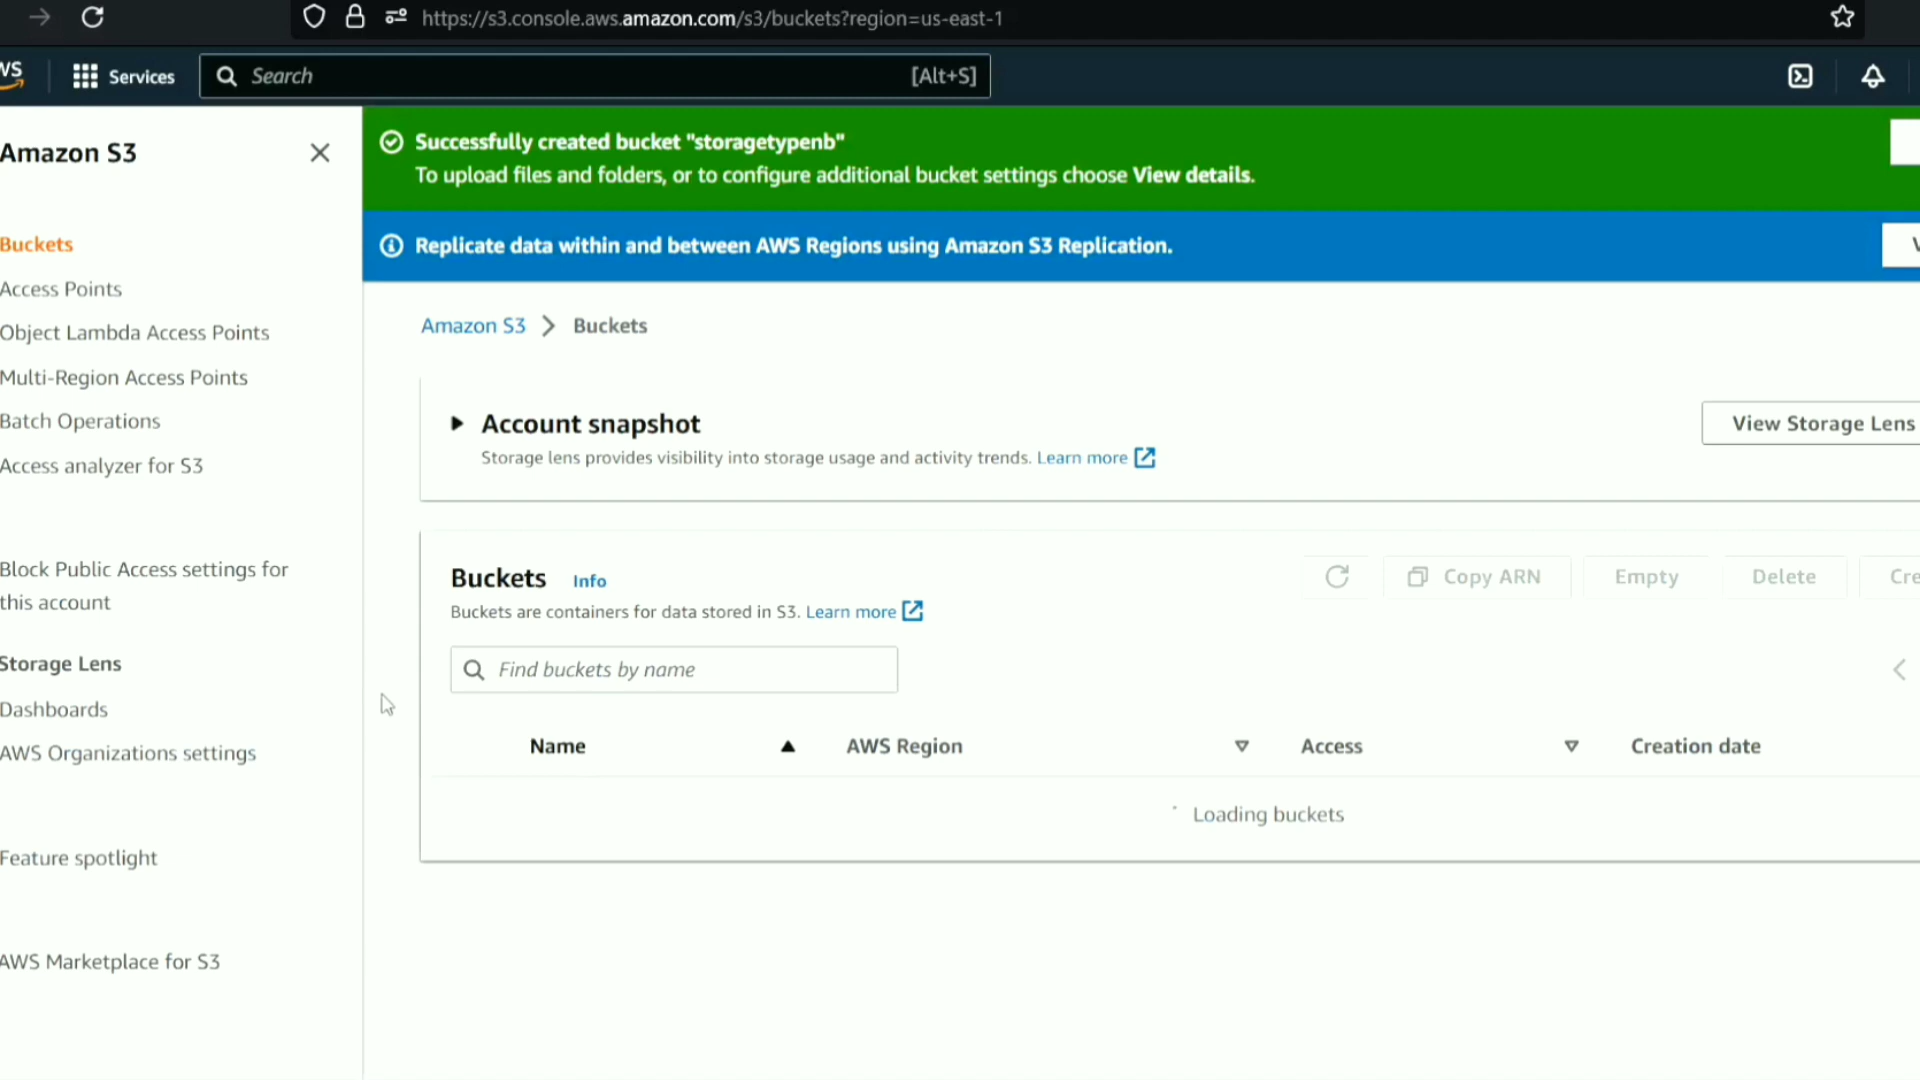 https://s3.console.aws.amazon.com/s3/buckets?region=us-east-1
Services
Search
[Alt+S]
Amazon S3
Buckets
Access Points
Object Lambda Access Points
Multi-Region Access Points
Batch Operations
Access analyzer for S3
Block Public Access settings for
this account
Storage Lens
Dashboards
AWS Organizations settings
Feature spotlight
AWS Marketplace for S3
Successfully created bucket "storagetypenb"
To upload files and folders, or to configure additional bucket settings choose View details.
Replicate data within and between AWS Regions using Amazon S3 Replication.
Amazon S3 > Buckets
Account snapshot
View Storage Lens
Storage lens provides visibility into storage usage and activity trends. Learn more
Buckets Info
Copy ARN
Empty
Delete
Buckets are containers for data stored in S3. Learn more
Find buckets by name
Name AWS Region Access Creation date
Loading buckets